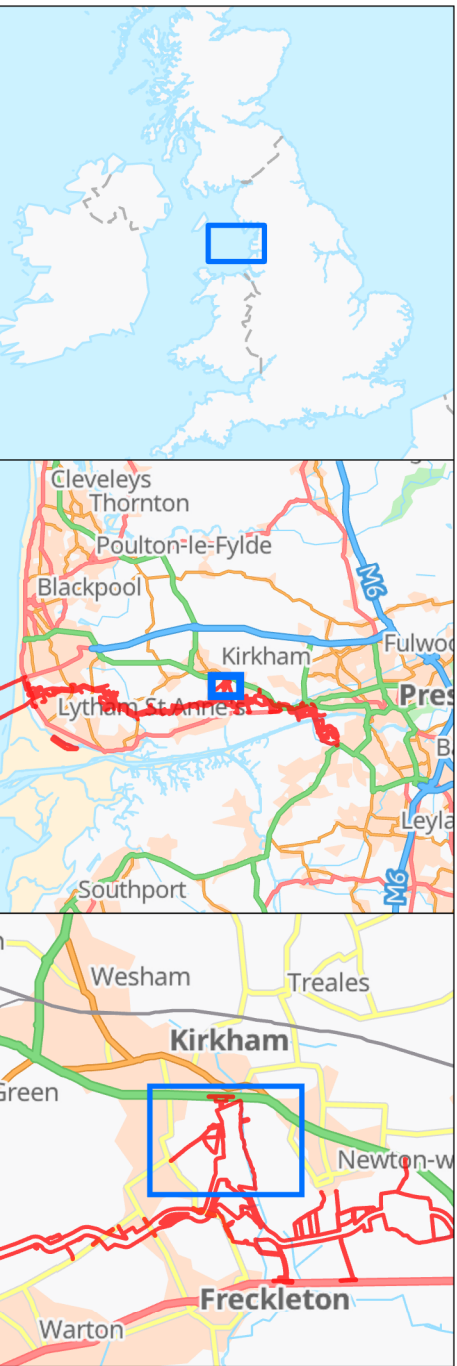 Cleveleys
Thornton
Poulton-le-Fylde
Blackpool
M6
Kirkham
Fulwoo
Lytham St Anne's
Pres
Ba
Leyla
Southport
M6
Wesham
Treales
Kirkham
Green
Newton-w
Freckleton
Warton